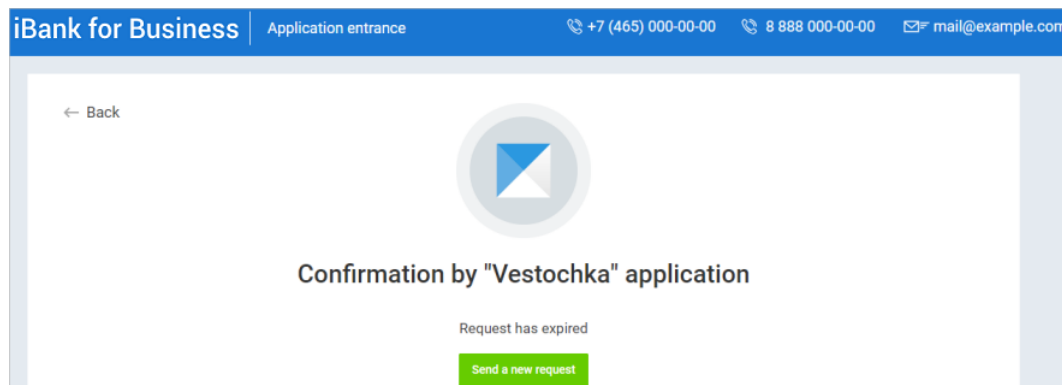 iBank for Business Application entrance +7 (465) 000-00-00 8 888 000-00-00 mail@example.com
← Back
Confirmation by "Vestochka" application
Request has expired
Send a new request